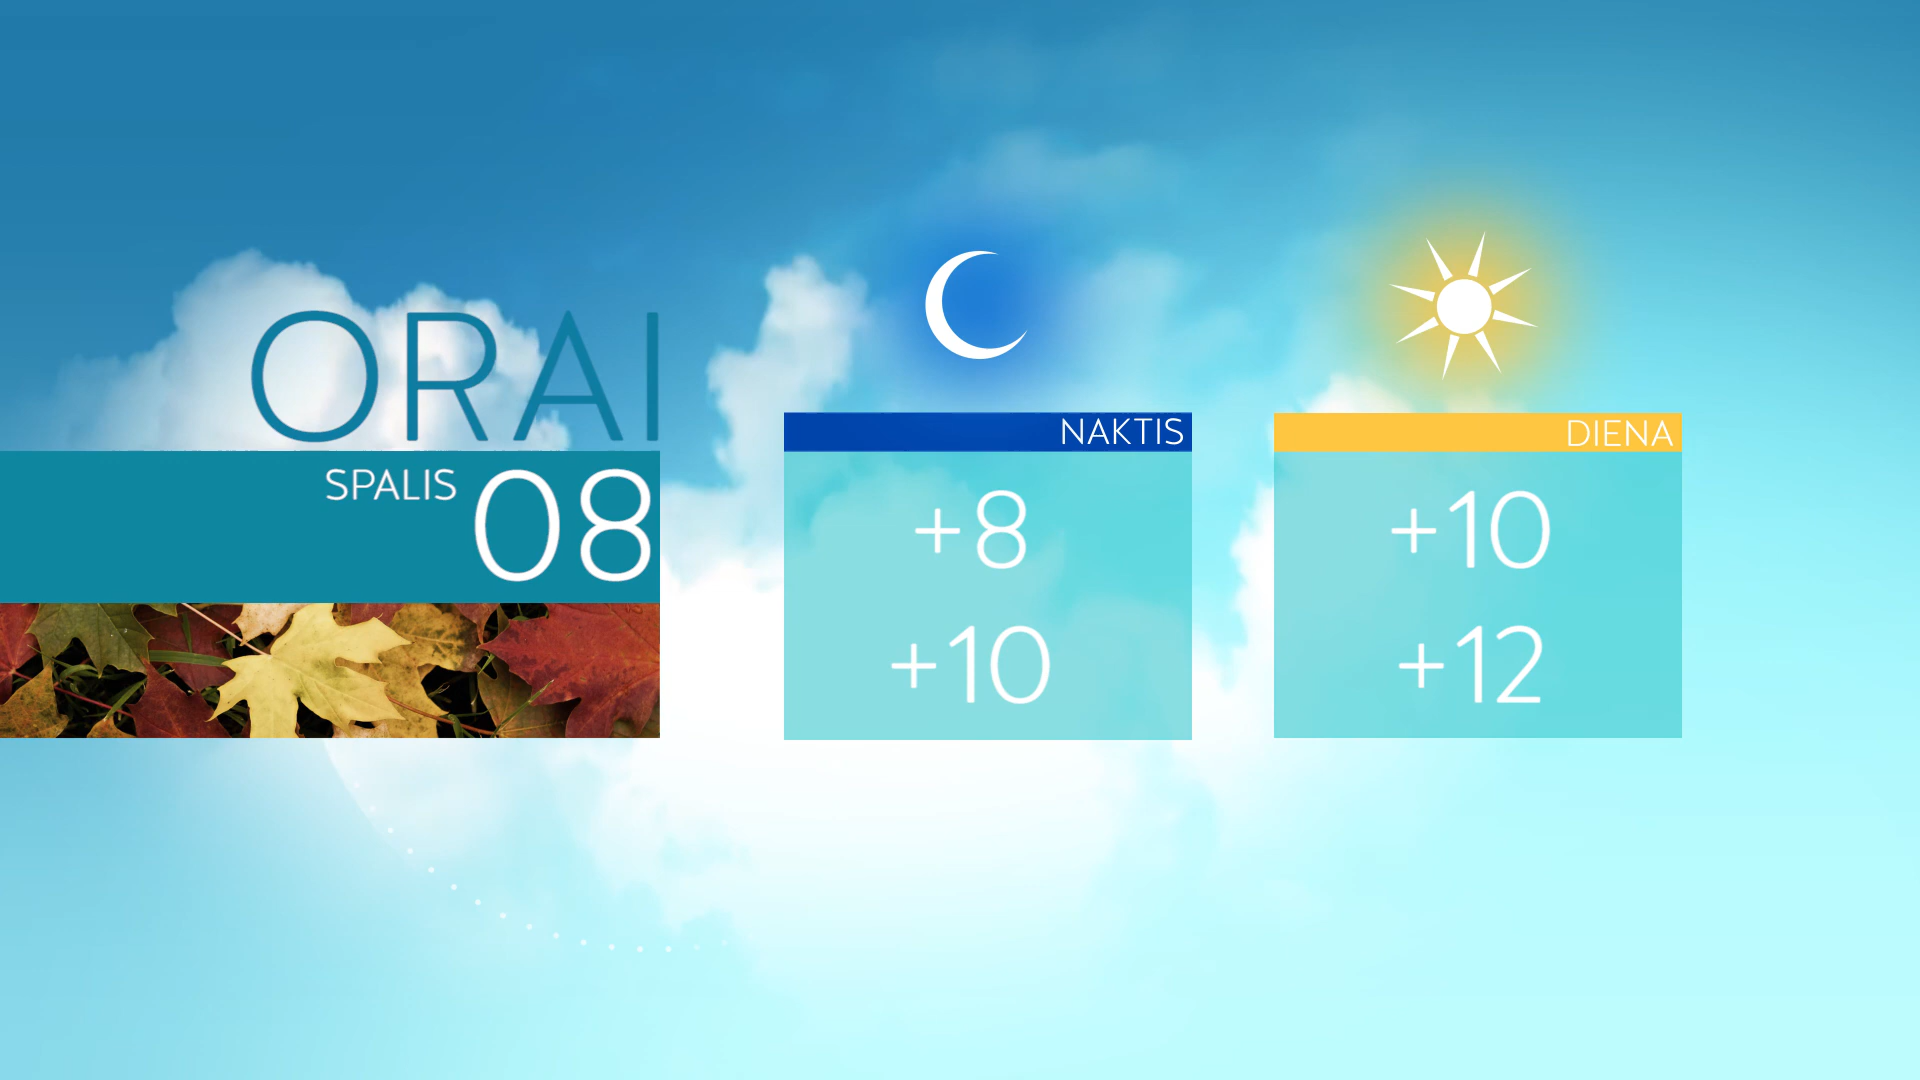 ORAI
SPALIS 08
NAKTIS
+8
+10
DIENA
+10
+12